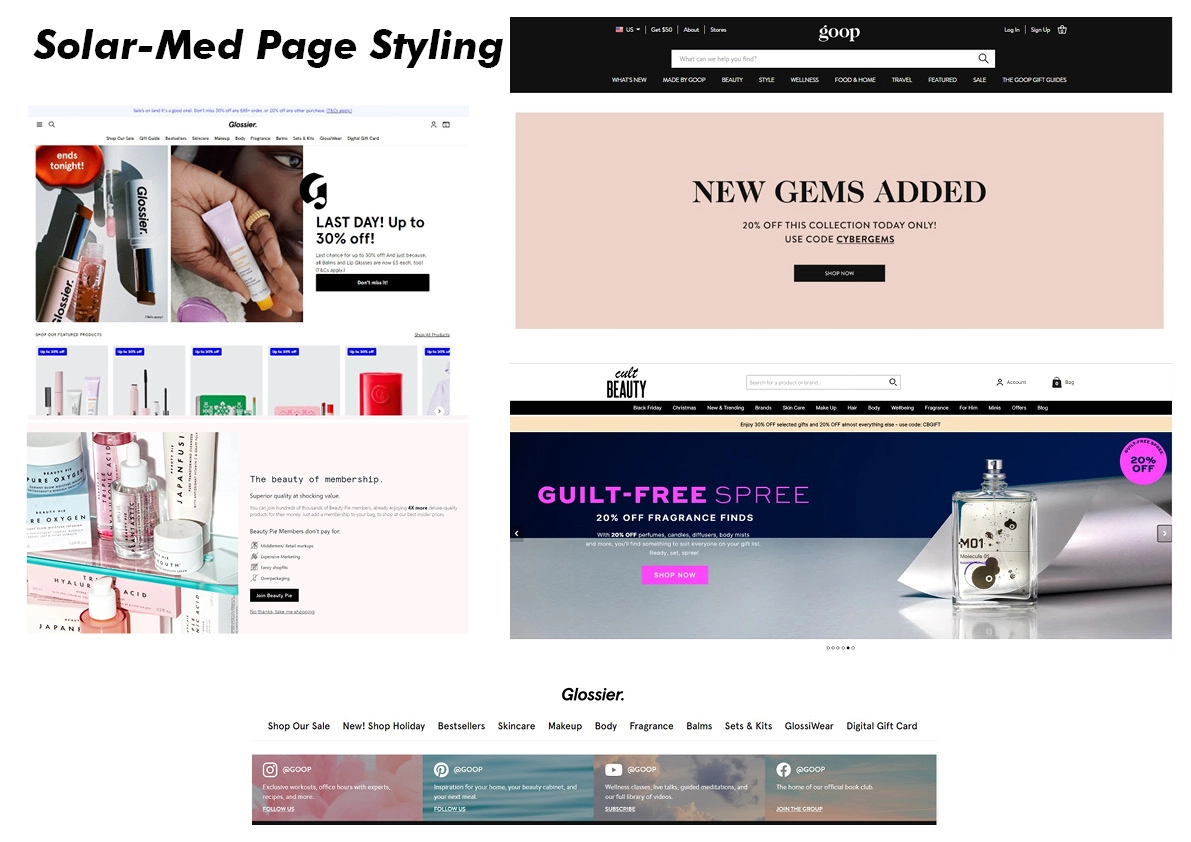 Solar-Med Page Styling
US
Get $50
About
Stores
goop
Log In
Sign Up
What can we help you find?
WHAT'S NEW MADE BY GOOP BEAUTY STYLE WELLNESS FOOD & HOME TRAVEL FEATURED SALE THE GOOP GIFT GUIDES
NEW GEMS ADDED
20% OFF THIS COLLECTION TODAY ONLY!
USE CODE CYBERGEMS
SHOP NOW
Sale's on (and it's a good one). Don't miss 30% off any £80+ order, or 20% off any other purchase. (T&Cs apply.)
Glossier.
Shop Our Sale Gift Guide Bestsellers Skincare Makeup Body Fragrance Balms Sets & Kits GlossiWear Digital Gift Card
ends
tonight!
Glossier.
Glossier.
LAST DAY! Up to
30% off!
Last chance for up to 30% off! And just because,
all Balms and Lip Glosses are now £5 each, too!
(T&Cs apply.)
Don't miss it!
SHOP OUR FEATURED PRODUCTS
Shop All Products
Up to 30% off
Up to 30% off
Up to 30% off
Up to 30% off
Up to 30% off
Up to 30% off
BEAUTY PIE
PURE OXYGEN
JAPANFUSI
YOUTH
HYALUR
IC ACID
JAPANF
The beauty of membership.
Superior quality at shocking value.
You can join hundreds of thousands of Beauty Pie members, already enjoying 4X more deluxe-quality
products for their money. Just add a membership to your bag, to shop at our best insider prices.
Beauty Pie Members don't pay for:
Middlemen/ Retail markups
Expensive Marketing
Fancy shopfits
Overpackaging
Join Beauty Pie
No thanks, take me shopping
cult
BEAUTY
Search for a product or brand...
Account
0
Bag
Black Friday Christmas New & Trending Brands Skin Care Make Up Hair Body Wellbeing Fragrance For Him Minis Offers Blog
Enjoy 30% OFF selected gifts and 20% OFF almost everything else - use code: CBGIFT
GUILT-FREE SPREE
20% OFF FRAGRANCE FINDS
With 20% OFF perfumes, candles, diffusers, body mists
and more, you'll find something to suit everyone on your gift list.
Ready, set, spree!
SHOP NOW
GUILT-FREE SPREE
20%
OFF
M01
Molecule 01
Glossier.
Shop Our Sale New! Shop Holiday Bestsellers Skincare Makeup Body Fragrance Balms Sets & Kits GlossiWear Digital Gift Card
@GOOP
Exclusive workouts, office hours with experts,
recipes, and more.
FOLLOW US
@GOOP
Inspiration for your home, your beauty cabinet, and
your next meal.
FOLLOW US
@GOOP
Wellness classes, live talks, guided meditations, and
our full library of videos.
SUBSCRIBE
@GOOP
The home of our official book club.
JOIN THE GROUP